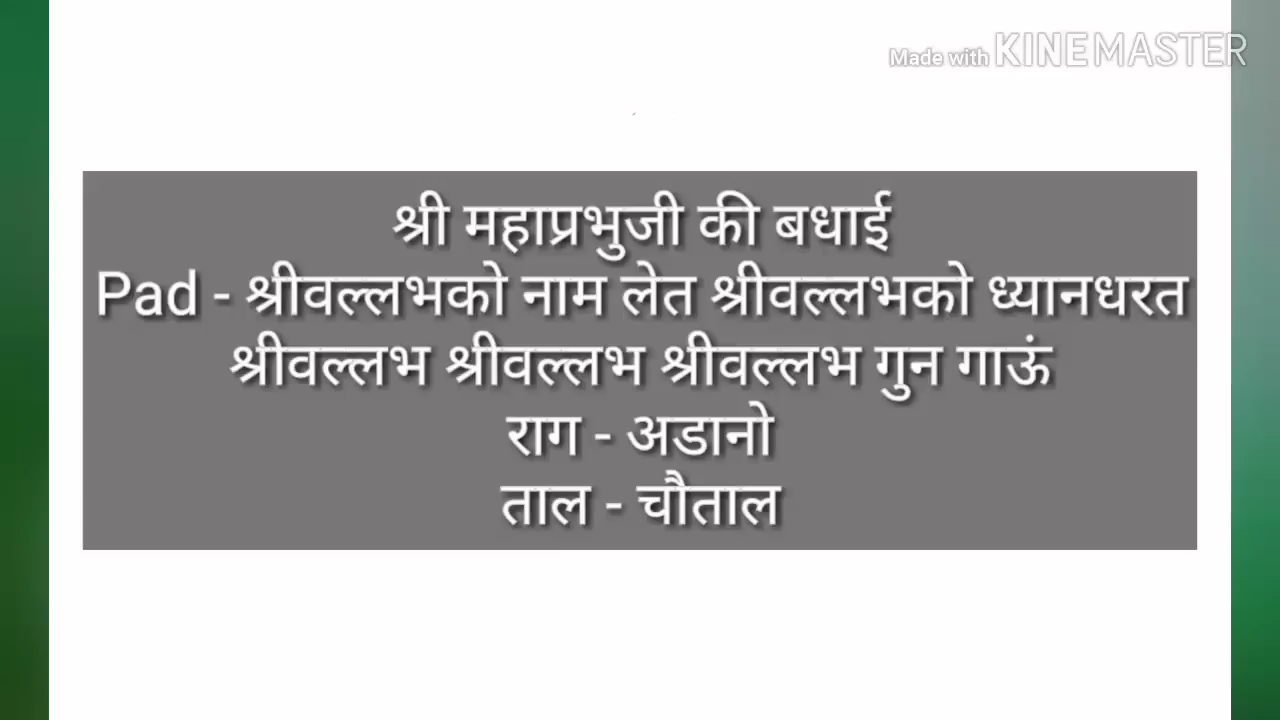 Made with KINEMASTER
श्री महाप्रभुजी की बधाई
Pad - श्रीवल्लभको नाम लेत श्रीवल्लभको ध्यानधरत
श्रीवल्लभ श्रीवल्लभ श्रीवल्लभ गुन गाऊं
राग - अडानो
ताल - चौताल